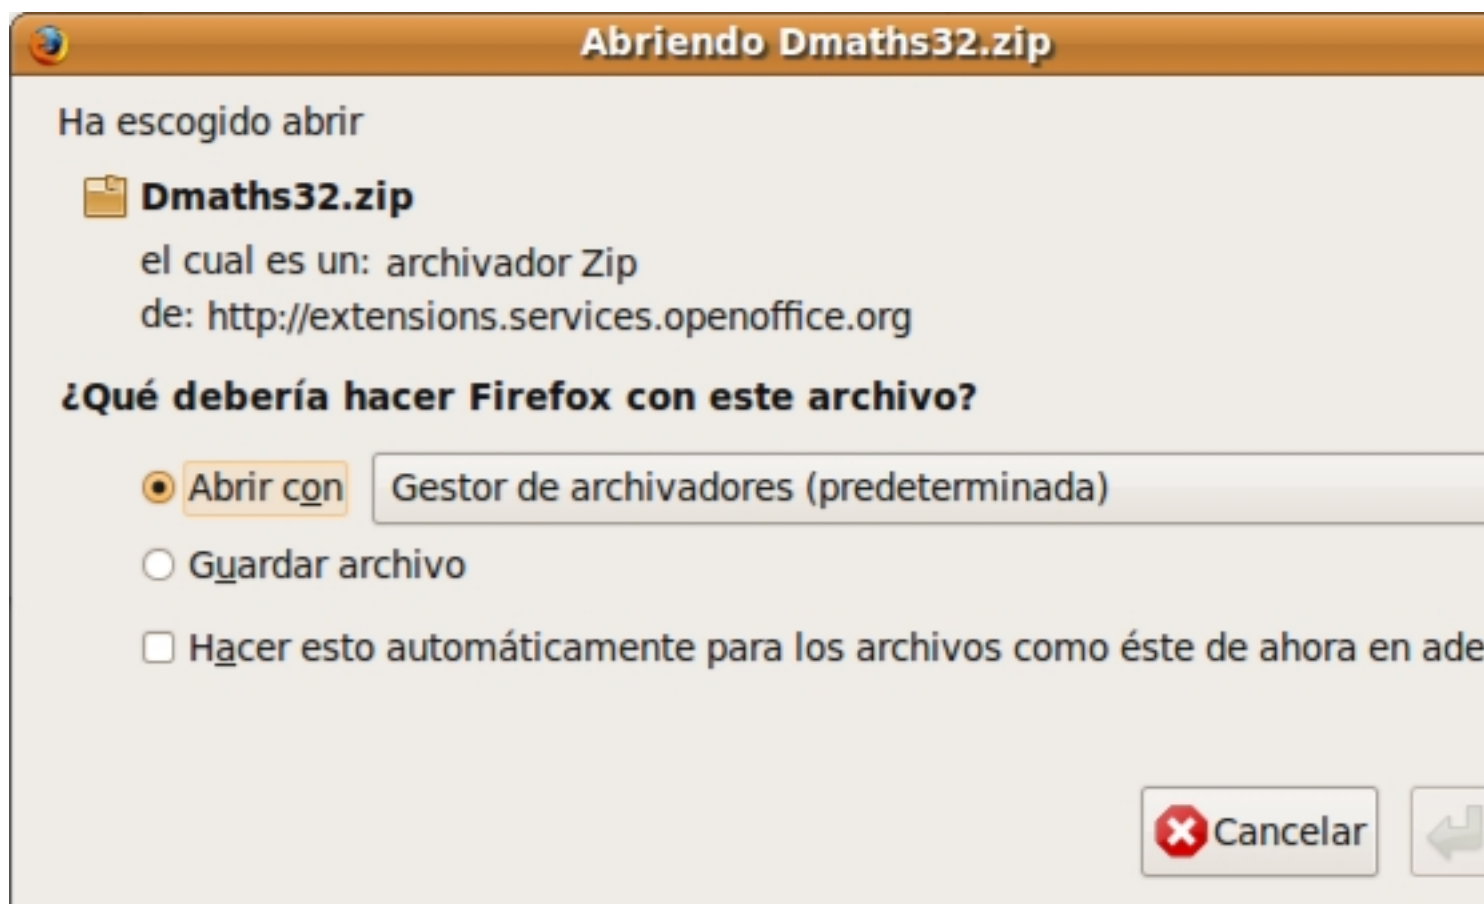 Abriendo Dmaths32.zip
Ha escogido abrir
Dmaths32.zip
el cual es un: archivador Zip
de: http://extensions.services.openoffice.org
¿Qué debería hacer Firefox con este archivo?
Abrir con Gestor de archivadores (predeterminada)
Guardar archivo
Hacer esto automáticamente para los archivos como éste de ahora en ade
Cancelar